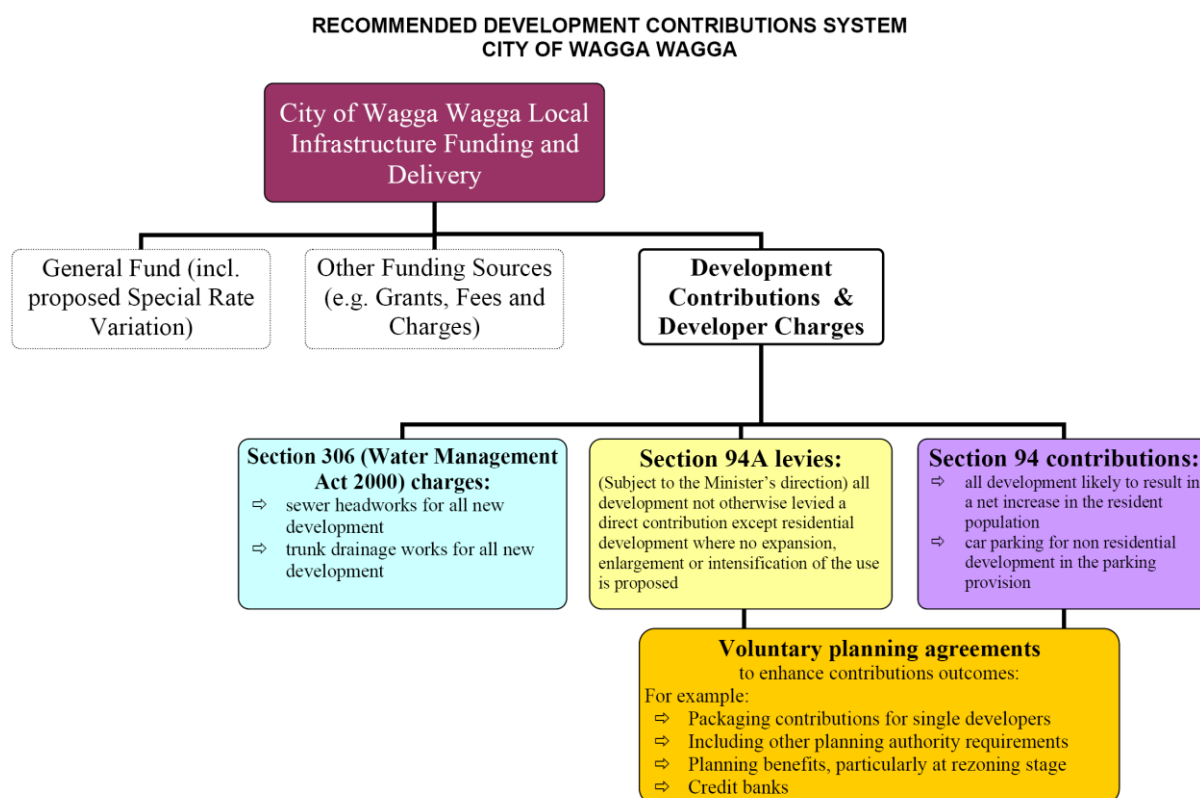 RECOMMENDED DEVELOPMENT CONTRIBUTIONS SYSTEM
CITY OF WAGGA WAGGA
City of Wagga Wagga Local
Infrastructure Funding and
Delivery
General Fund (incl.
proposed Special Rate
Variation)
Other Funding Sources
(e.g. Grants, Fees and
Charges)
Development
Contributions &
Developer Charges
Section 306 (Water Management
Act 2000) charges:
⇨ sewer headworks for all new
development
⇨ trunk drainage works for all new
development
Section 94A levies:
(Subject to the Minister’s direction) all
development not otherwise levied a
direct contribution except residential
development where no expansion,
enlargement or intensification of the use
is proposed
Section 94 contributions:
⇨ all development likely to result in
a net increase in the resident
population
⇨ car parking for non residential
development in the parking
provision
Voluntary planning agreements
to enhance contributions outcomes:
For example:
⇨ Packaging contributions for single developers
⇨ Including other planning authority requirements
⇨ Planning benefits, particularly at rezoning stage
⇨ Credit banks